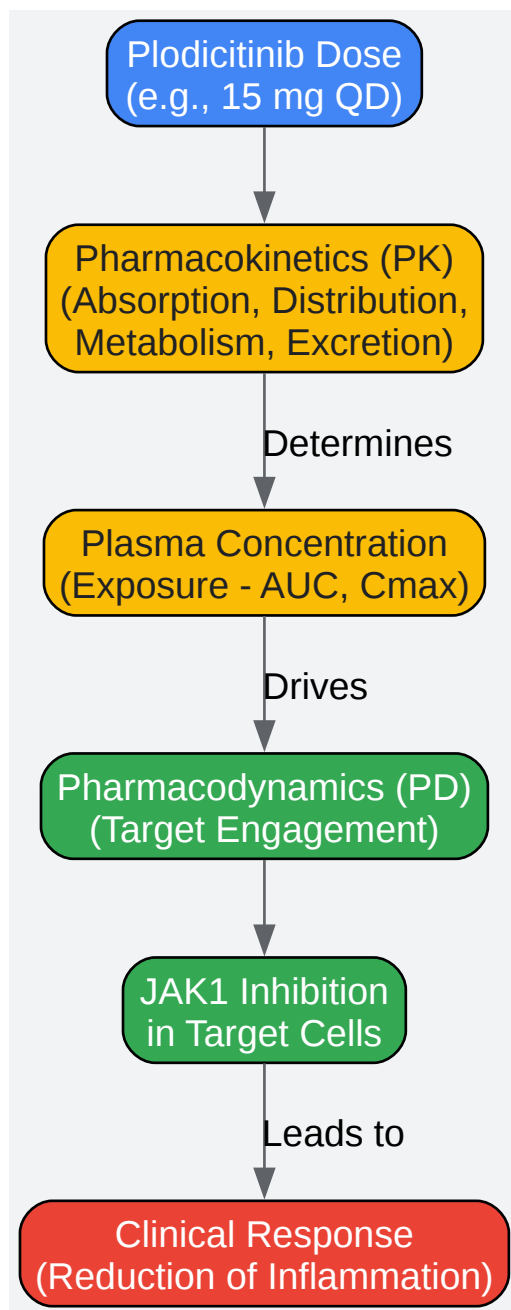 Plodicitinib Dose
(e.g., 15 mg QD)
Pharmacokinetics (PK)
(Absorption, Distribution,
Metabolism, Excretion)
Determines
Plasma Concentration
(Exposure - AUC, Cmax)
Drives
Pharmacodynamics (PD)
(Target Engagement)
JAK1 Inhibition
in Target Cells
Leads to
Clinical Response
(Reduction of Inflammation)